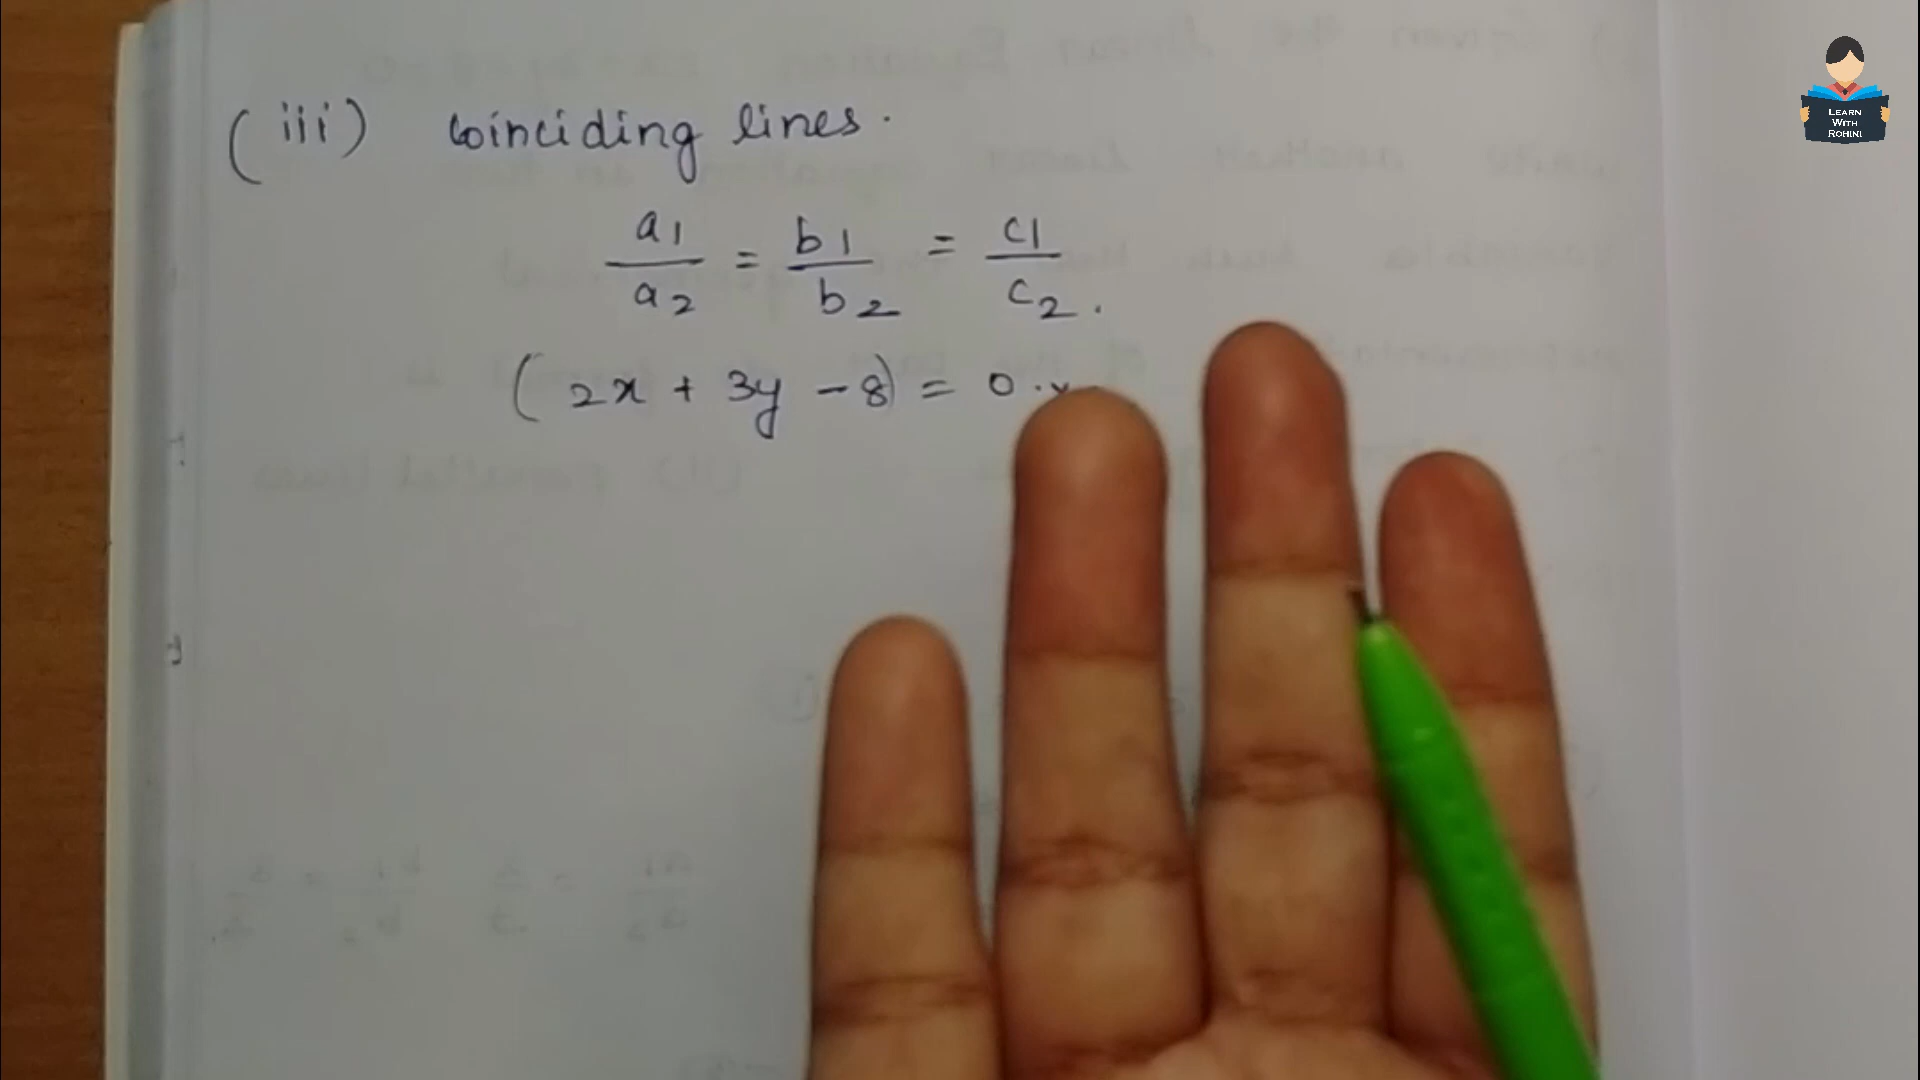 (iii) Coinciding lines.
a1/a2 = b1/b2 = c1/c2.
(2x + 3y - 8) = 0 . x
LEARN
WITH
ROHINI